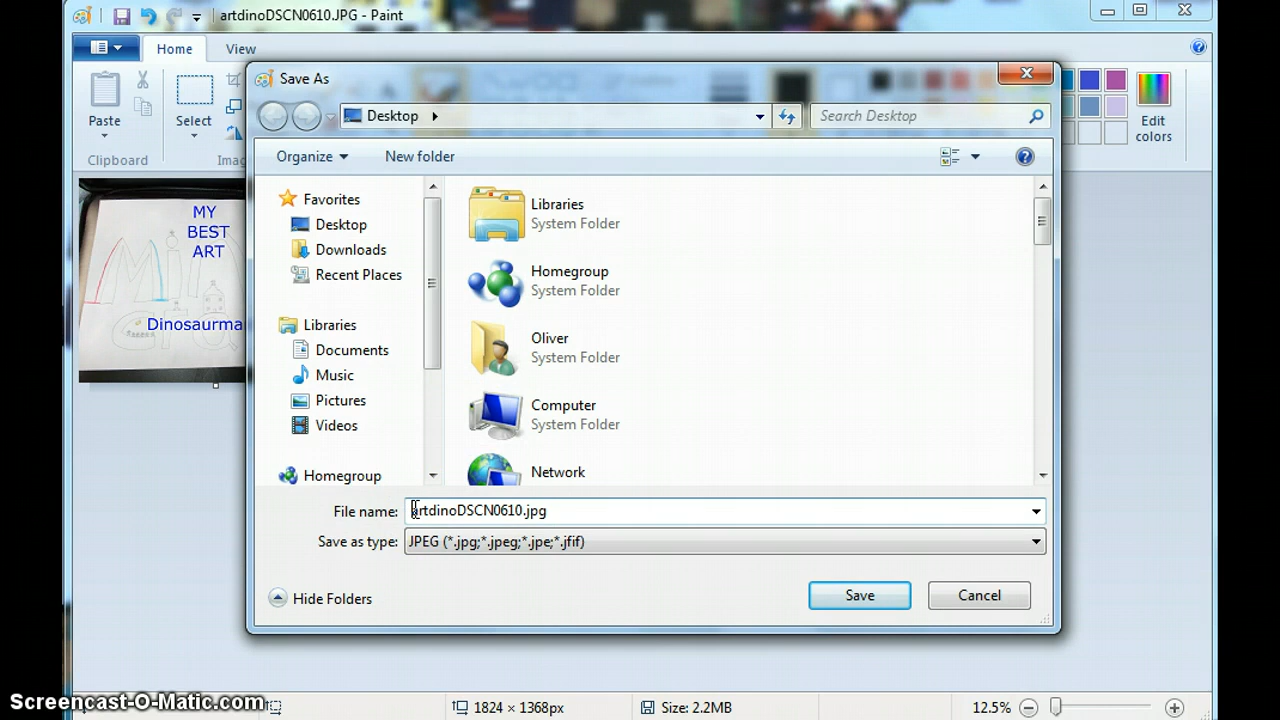 artdinoDSCN0610.JPG - Paint
Home
View
Save As
Desktop
Search Desktop
Paste
Select
Edit
colors
Clipboard
Imag
Organize
New folder
MY
BEST
ART
Dinosaurma
Favorites
Desktop
Downloads
Recent Places
Libraries
Documents
Music
Pictures
Videos
Homegroup
Libraries
System Folder
Homegroup
System Folder
Oliver
System Folder
Computer
System Folder
Network
File name: artdinoDSCN0610.jpg
Save as type: JPEG (*.jpg;*.jpeg;*.jpe;*.jfif)
Hide Folders
Save
Cancel
Screencast-O-Matic.com
1824 × 1368px
Size: 2.2MB
12.5%